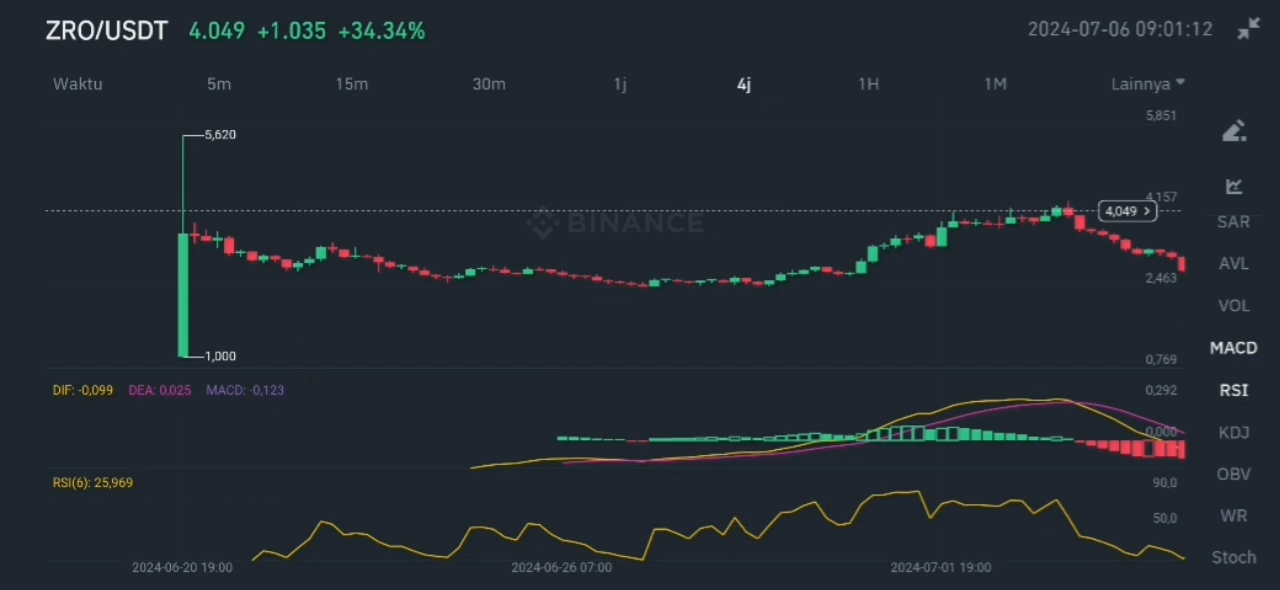 ZRO/USDT 4.049 +1.035 +34.34% 2024-07-06 09:01:12
Waktu 5m 15m 30m 1j 4j 1H 1M Lainnya
5,851
5,620
4,157
4,049
BINANCE
SAR
AVL
2,463
VOL
MACD
1,000
0,769
DIF: -0,099 DEA: 0,025 MACD: -0,123 0,292
RSI
0,000
KDJ
OBV
RSI(6): 25,969 90,0
50,0
WR
Stoch
2024-06-20 19:00 2024-06-26 07:00 2024-07-01 19:00